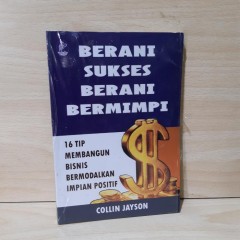 BERANI
SUKSES
BERANI
BERMIMPI
16 TIP
MEMBANGUN
BISNIS
BERMODALKAN
IMPIAN POSITIF
COLLIN JAYSON